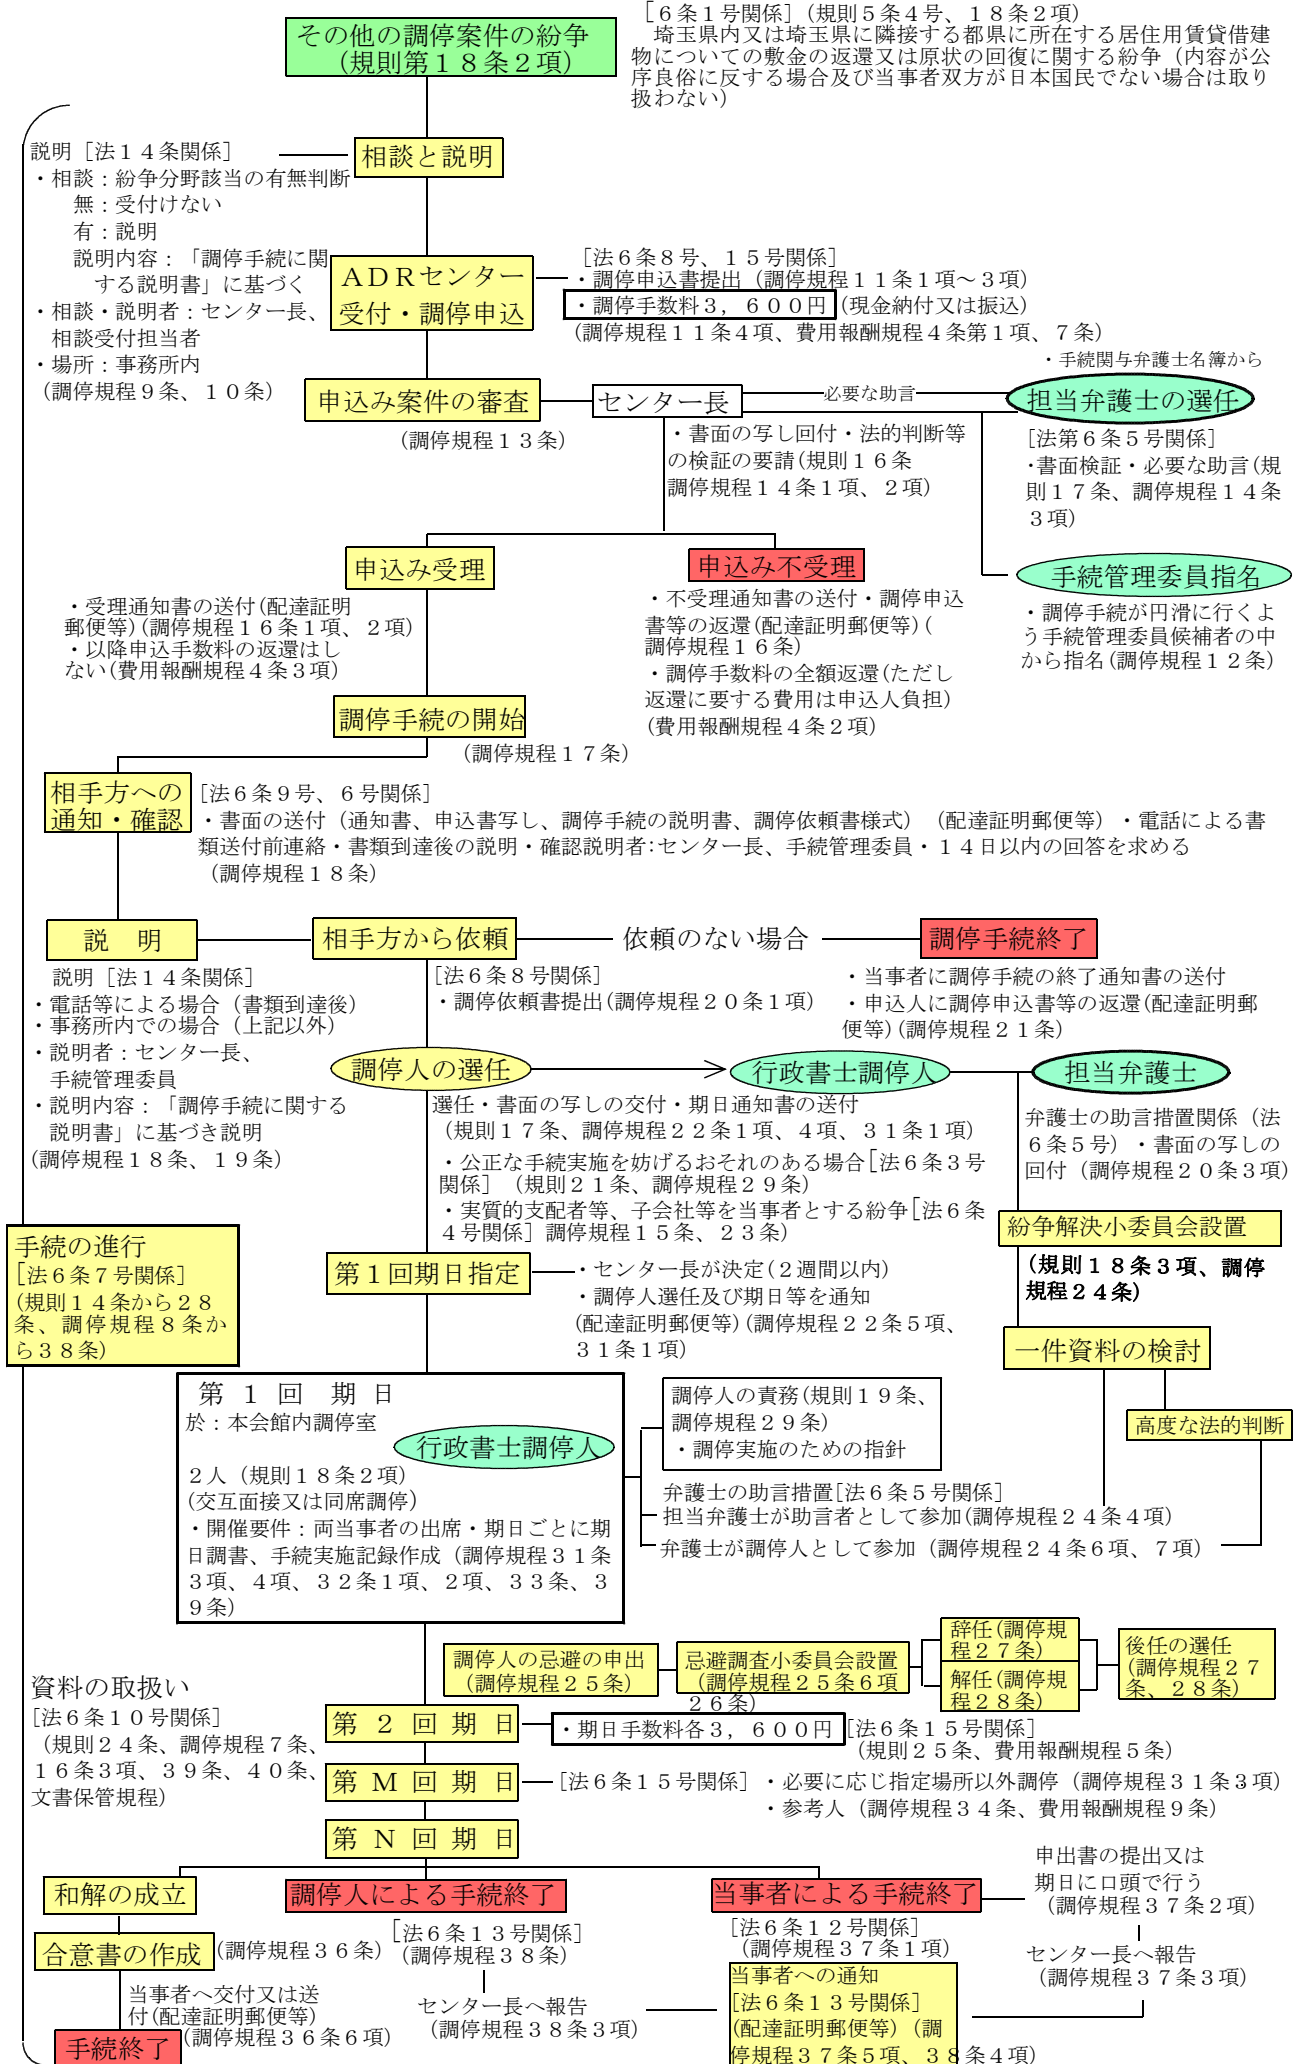 その他の調停案件の紛争
(規則第１８条２項)
［６条１号関係］(規則５条４号、１８条２項)
埼玉県内又は埼玉県に隣接する都県に所在する居住用賃貸借建
物についての敷金の返還又は原状の回復に関する紛争（内容が公
序良俗に反する場合及び当事者双方が日本国民でない場合は取り
扱わない）
説明［法１４条関係］
相談と説明
・相談：紛争分野該当の有無判断
無：受付けない
有：説明
説明内容：「調停手続に関
する説明書」に基づく
・相談・説明者：センター長、
相談受付担当者
・場所：事務所内
(調停規程９条、１０条)
ＡＤＲセンター
受付・調停申込
［法６条８号、１５号関係］
・調停申込書提出（調停規程１１条１項～３項）
・調停手数料３，６００円
(現金納付又は振込)
(調停規程１１条４項、費用報酬規程４条第１項、７条)
申込み案件の審査
(調停規程１３条)
センター長
必要な助言
・手続関与弁護士名簿から
担当弁護士の選任
・書面の写し回付・法的判断等
の検証の要請(規則１６条
調停規程１４条１項、２項)
［法第６条５号関係］
・書面検証・必要な助言(規
則１７条、調停規程１４条
３項)
申込み受理
申込み不受理
手続管理委員指名
・受理通知書の送付(配達証明
郵便等)(調停規程１６条１項、２項)
・以降申込手数料の返還はし
ない(費用報酬規程４条３項)
・不受理通知書の送付・調停申込
書等の返還(配達証明郵便等)(
調停規程１６条)
・調停手数料の全額返還(ただし
返還に要する費用は申込人負担)
(費用報酬規程４条２項)
・調停手続が円滑に行くよ
う手続管理委員候補者の中
から指名(調停規程１２条)
調停手続の開始
(調停規程１７条)
相手方への
通知・確認
［法６条９号、６号関係］
・書面の送付（通知書、申込書写し、調停手続の説明書、調停依頼書様式）（配達証明郵便等）・電話による書
類送付前連絡・書類到達後の説明・確認説明者:センター長、手続管理委員・１４日以内の回答を求める
(調停規程１８条)
説　明
相手方から依頼
依頼のない場合
調停手続終了
説明［法１４条関係］
・電話等による場合（書類到達後）
・事務所内での場合（上記以外）
・説明者：センター長、
手続管理委員
・説明内容：「調停手続に関する
説明書」に基づき説明
(調停規程１８条、１９条)
［法６条８号関係］
・調停依頼書提出(調停規程２０条１項)
・当事者に調停手続の終了通知書の送付
・申込人に調停申込書等の返還(配達証明郵
便等)(調停規程２１条)
調停人の選任
行政書士調停人
担当弁護士
選任・書面の写しの交付・期日通知書の送付
(規則１７条、調停規程２２条１項、４項、３１条１項)
・公正な手続実施を妨げるおそれのある場合［法６条３号
関係］（規則２１条、調停規程２９条）
・実質的支配者等、子会社等を当事者とする紛争［法６条
４号関係］調停規程１５条、２３条)
弁護士の助言措置関係（法
６条５号）・書面の写しの
回付（調停規程２０条３項）
紛争解決小委員会設置
(規則１８条３項、調停
規程２４条)
手続の進行
［法６条７号関係］
(規則１４条から２８
条、調停規程８条か
ら３８条)
第１回期日指定
・センター長が決定(２週間以内)
・調停人選任及び期日等を通知
(配達証明郵便等)(調停規程２２条５項、
３１条１項)
一件資料の検討
高度な法的判断
第 １ 回　期 日
於：本会館内調停室
行政書士調停人
２人（規則１８条２項）
(交互面接又は同席調停)
・開催要件：両当事者の出席・期日ごとに期
日調書、手続実施記録作成（調停規程３１条
３項、４項、３２条１項、２項、３３条、３
９条）
調停人の責務(規則１９条、
調停規程２９条)
・調停実施のための指針
弁護士の助言措置［法６条５号関係］
担当弁護士が助言者として参加(調停規程２４条４項)
弁護士が調停人として参加（調停規程２４条６項、７項）
調停人の忌避の申出
(調停規程２５条)
忌避調査小委員会設置
(調停規程２５条６項
２６条)
辞任(調停規
程２７条)
解任(調停規
程２８条)
後任の選任
(調停規程２７
条、２８条)
資料の取扱い
［法６条１０号関係］
(規則２４条、調停規程７条、
１６条３項、３９条、４０条、
文書保管規程)
第 ２ 回 期 日
・期日手数料各３，６００円
［法６条１５号関係］
(規則２５条、費用報酬規程５条)
第 Ｍ 回 期 日
［法６条１５号関係］・必要に応じ指定場所以外調停（調停規程３１条３項）
・参考人（調停規程３４条、費用報酬規程９条）
第 Ｎ 回 期 日
和解の成立
調停人による手続終了
当事者による手続終了
申出書の提出又は
期日に口頭で行う
(調停規程３７条２項)
合意書の作成
(調停規程３６条)
［法６条１３号関係］
(調停規程３８条)
［法６条１２号関係］
(調停規程３７条１項)
センター長へ報告
(調停規程３７条３項)
当事者へ交付又は送
付(配達証明郵便等)
(調停規程３６条６項)
手続終了
センター長へ報告
(調停規程３８条３項)
当事者への通知
［法６条１３号関係］
(配達証明郵便等)（調
停規程３７条５項、３８条４項)